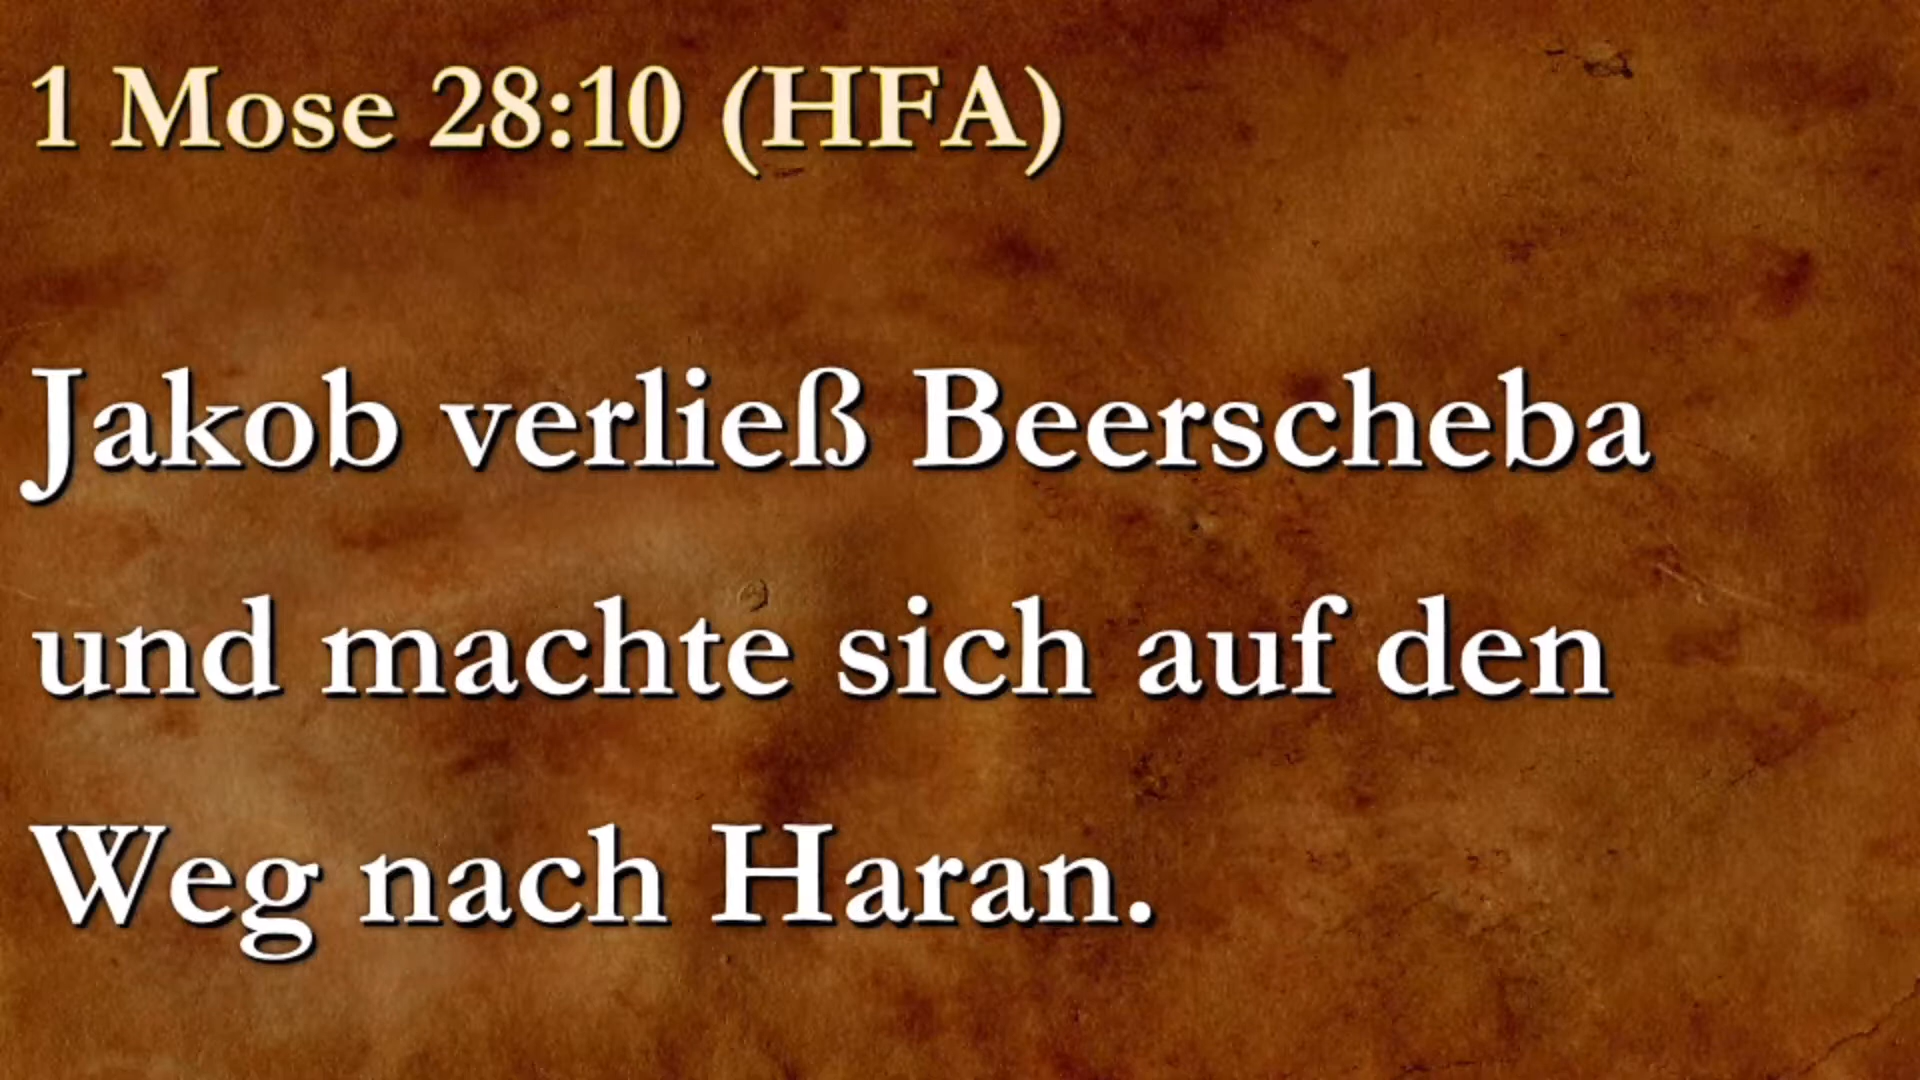 1 Mose 28:10 (HFA)
Jakob verließ Beerscheba
und machte sich auf den
Weg nach Haran.